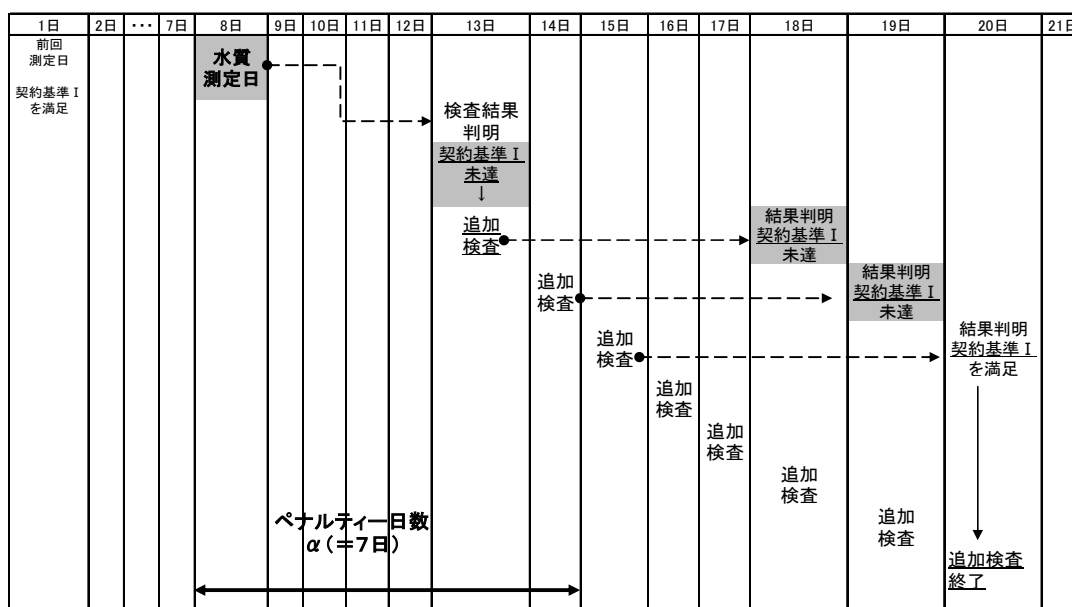 1日 2日 ・・・ 7日 8日 9日 10日 11日 12日 13日 14日 15日 16日 17日 18日 19日 20日 21日
前回
測定日
契約基準Ⅰ
を満足
水質
測定日
検査結果
判明
契約基準Ⅰ
未達
↓
追加
検査
結果判明
契約基準Ⅰ
未達
追加
検査
結果判明
契約基準Ⅰ
未達
追加
検査
結果判明
契約基準Ⅰ
を満足
追加
検査
追加
検査
追加
検査
追加
検査
追加検査
終了
ペナルティー日数
α(=7日)